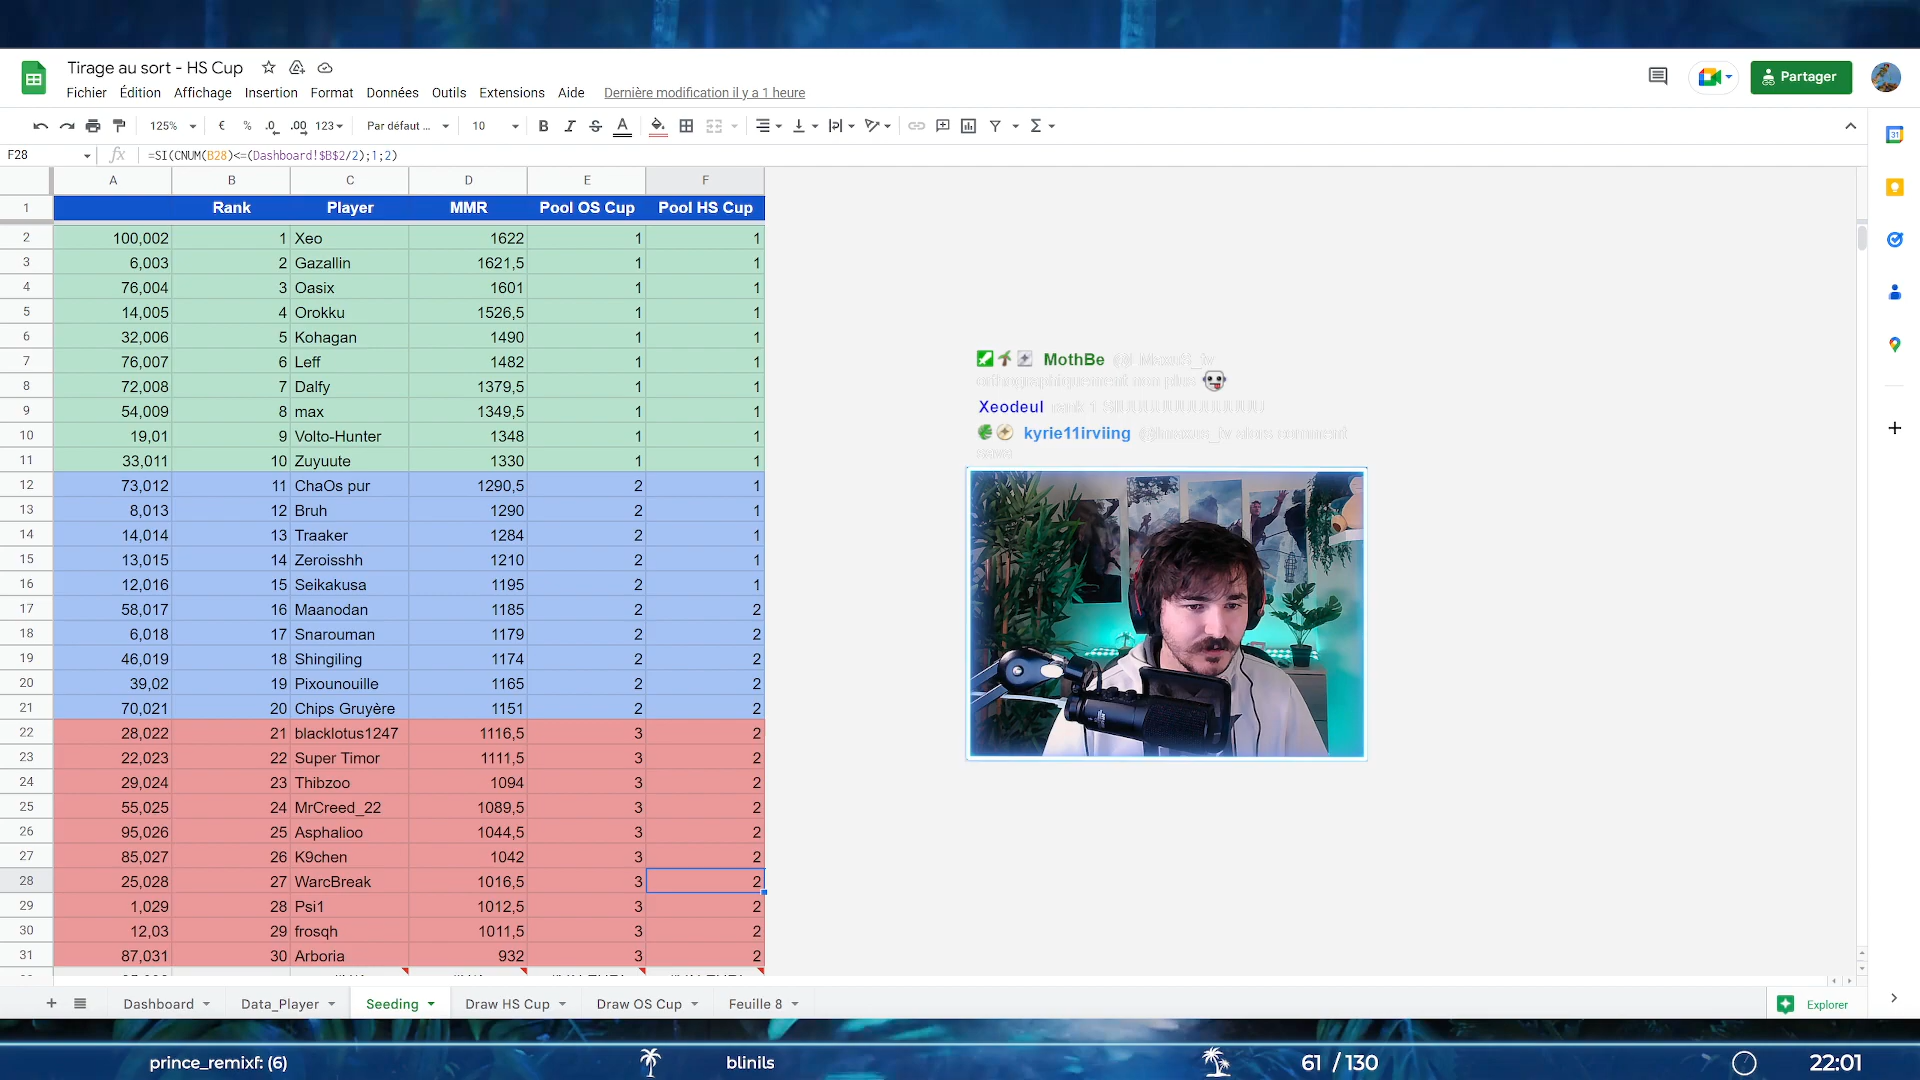 Tirage au sort - HS Cup
Fichier Édition Affichage Insertion Format Données Outils Extensions Aide Dernière modification il y a 1 heure
Partager
125% € % .0 .00 123 Par défaut ... 10
F28 fx =SI(CNUM(B28)<=(Dashboard!$B$2/2);1;2)
A B C D E F
1 Rank Player MMR Pool OS Cup Pool HS Cup
2 100,002 1 Xeo 1622 1 1
3 6,003 2 Gazallin 1621,5 1 1
4 76,004 3 Oasix 1601 1 1
5 14,005 4 Orokku 1526,5 1 1
6 32,006 5 Kohagan 1490 1 1
7 76,007 6 Leff 1482 1 1
8 72,008 7 Dalfy 1379,5 1 1
9 54,009 8 max 1349,5 1 1
10 19,01 9 Volto-Hunter 1348 1 1
11 33,011 10 Zuyuute 1330 1 1
12 73,012 11 ChaOs pur 1290,5 2 1
13 8,013 12 Bruh 1290 2 1
14 14,014 13 Traaker 1284 2 1
15 13,015 14 Zeroisshh 1210 2 1
16 12,016 15 Seikakusa 1195 2 1
17 58,017 16 Maanodan 1185 2 2
18 6,018 17 Snarouman 1179 2 2
19 46,019 18 Shingiling 1174 2 2
20 39,02 19 Pixounouille 1165 2 2
21 70,021 20 Chips Gruyère 1151 2 2
22 28,022 21 blacklotus1247 1116,5 3 2
23 22,023 22 Super Timor 1111,5 3 2
24 29,024 23 Thibzoo 1094 3 2
25 55,025 24 MrCreed_22 1089,5 3 2
26 95,026 25 Asphalioo 1044,5 3 2
27 85,027 26 K9chen 1042 3 2
28 25,028 27 WarcBreak 1016,5 3 2
29 1,029 28 Psi1 1012,5 3 2
30 12,03 29 frosqh 1011,5 3 2
31 87,031 30 Arboria 932 3 2
MothBe
orthographiquement non plus
Xeodeul rank 1
kyrie11irviing alors comment
31
Dashboard Data_Player Seeding Draw HS Cup Draw OS Cup Feuille 8
Explorer
prince_remixf: (6) blinils 61 / 130 22:01